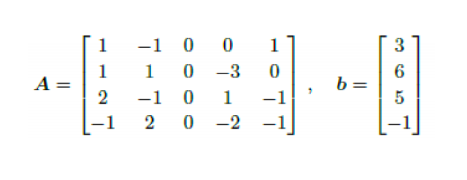 A = [ 1 −1 0 0 1 ; 1 1 0 −3 0 ; 2 −1 0 1 −1 ; −1 2 0 −2 −1 ] , b = [ 3 ; 6 ; 5 ; −1 ]